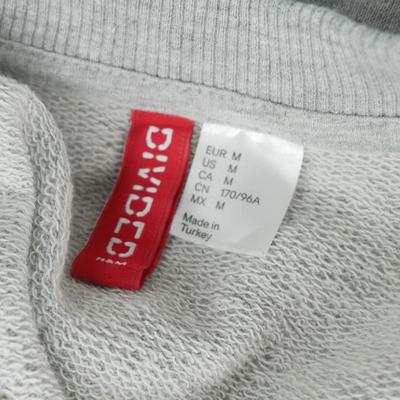 DIVIDED
H&M
EUR M
US M
CA M
CN 170/96A
MX M
Made in
Turkey